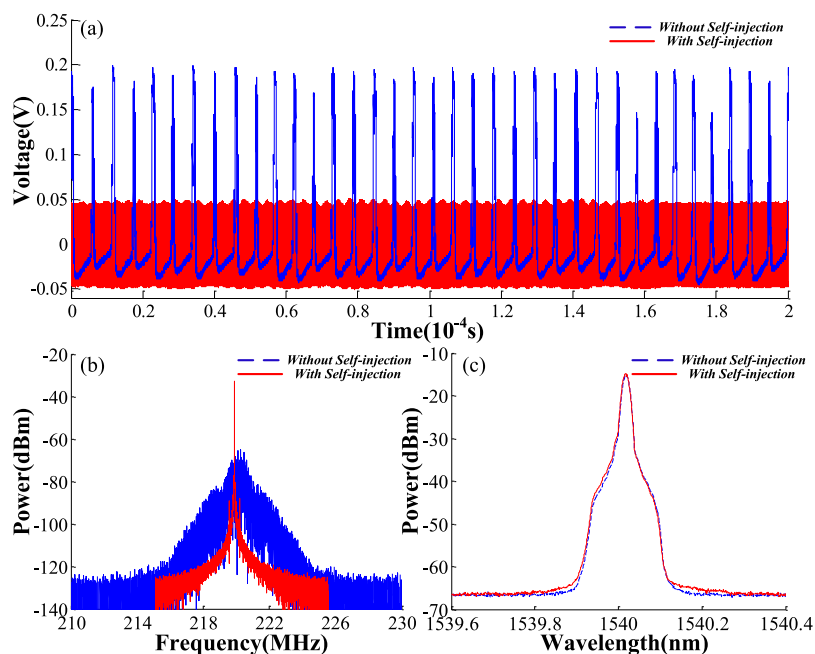 (a)
Without Self-injection
With Self-injection
Voltage(V)
0.25
0.2
0.15
0.1
0.05
0
-0.05
0 0.2 0.4 0.6 0.8 1 1.2 1.4 1.6 1.8 2
Time(10⁻⁴s)
(b)
Without Self-injection
With Self-injection
Power(dBm)
-20
-40
-60
-80
-100
-120
-140
210 214 218 222 226 230
Frequency(MHz)
(c)
Without Self-injection
With Self-injection
Power(dBm)
-10
-20
-30
-40
-50
-60
-70
1539.6 1539.8 1540 1540.2 1540.4
Wavelength(nm)